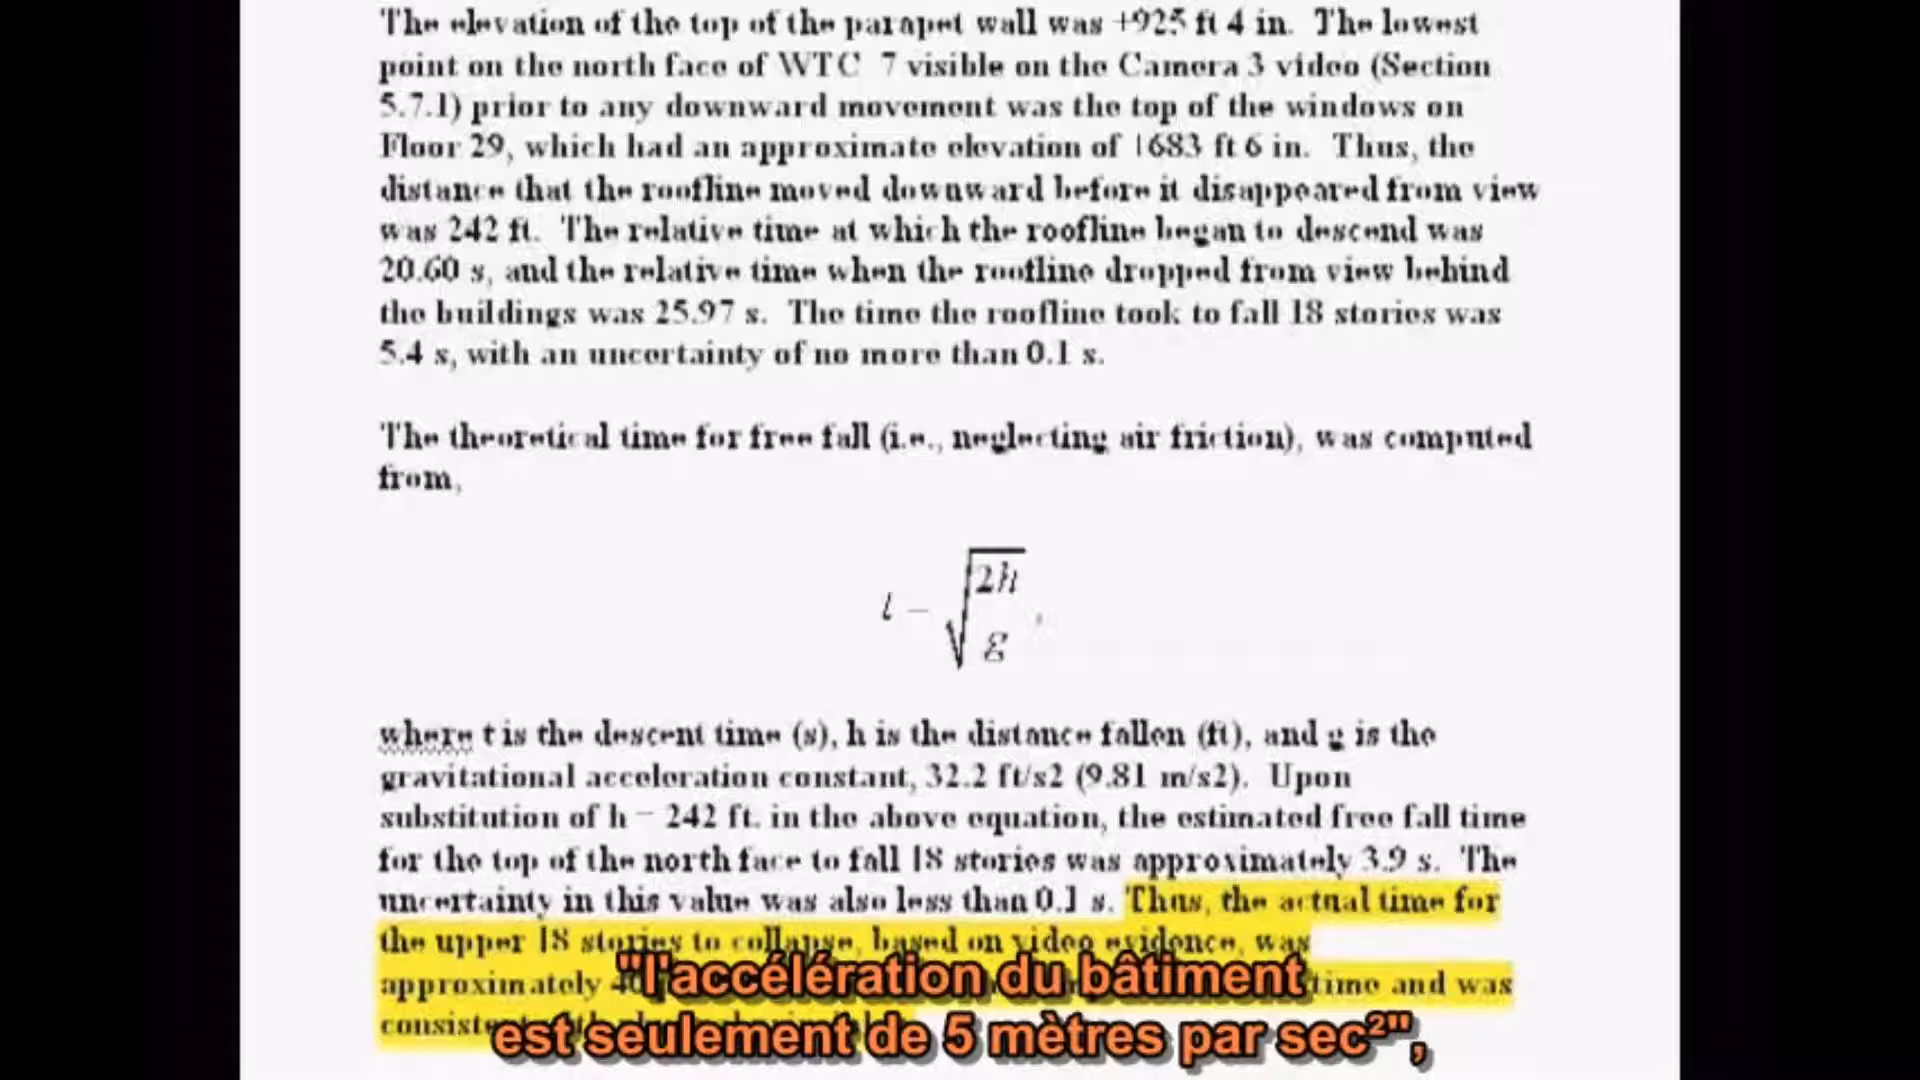 The elevation of the top of the parapet wall was +925 ft 4 in. The lowest
point on the north face of WTC 7 visible on the Camera 3 video (Section
5.7.1) prior to any downward movement was the top of the windows on
Floor 29, which had an approximate elevation of 683 ft 6 in. Thus, the
distance that the roofline moved downward before it disappeared from view
was 242 ft. The relative time at which the roofline began to descend was
20.60 s, and the relative time when the roofline dropped from view behind
the buildings was 25.97 s. The time the roofline took to fall 18 stories was
5.4 s, with an uncertainty of no more than 0.1 s.
The theoretical time for free fall (i.e., neglecting air friction), was computed
from,
t = √2h/g ,
where t is the descent time (s), h is the distance fallen (ft), and g is the
gravitational acceleration constant, 32.2 ft/s2 (9.81 m/s2). Upon
substitution of h = 242 ft. in the above equation, the estimated free fall time
for the top of the north face to fall 18 stories was approximately 3.9 s. The
uncertainty in this value was also less than 0.1 s. Thus, the actual time for
the upper 18 stories to collapse, based on video evidence, was
approximately time and was
"l'accélération du bâtiment
est seulement de 5 mètres par sec²",